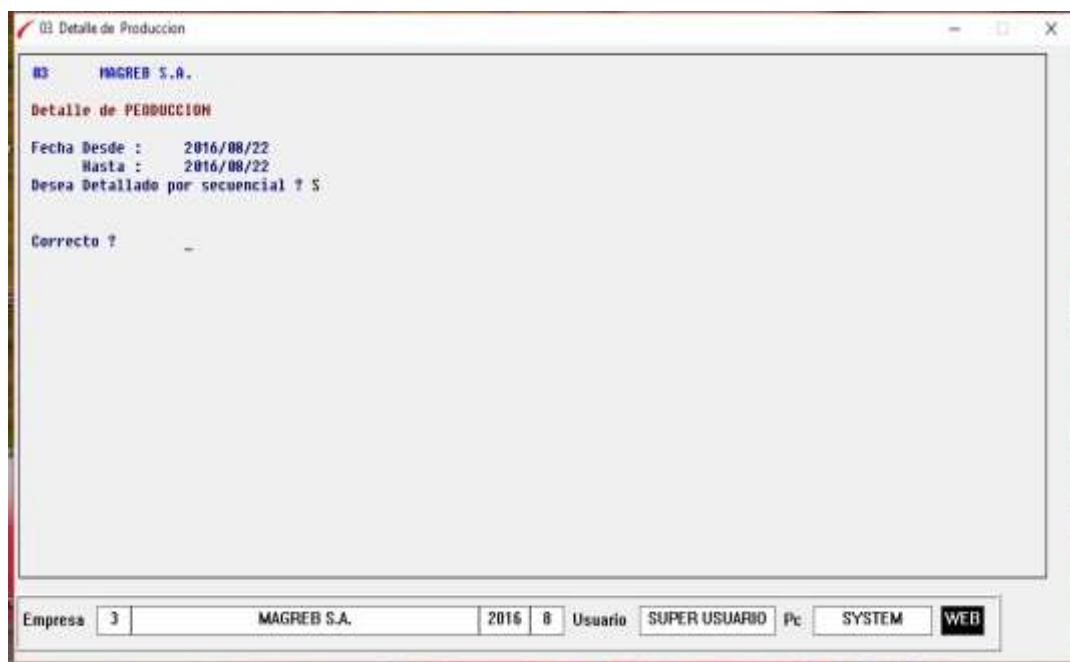 03 Detalle de Produccion
03 MAGREB S.A.
Detalle de PEODUCCION
Fecha Desde : 2016/08/22
Hasta : 2016/08/22
Desea Detallado por secuencial ? S
Correcto ? _
Empresa 3 MAGREB S.A. 2016 8 Usuario SUPER USUARIO Pc SYSTEM WEB